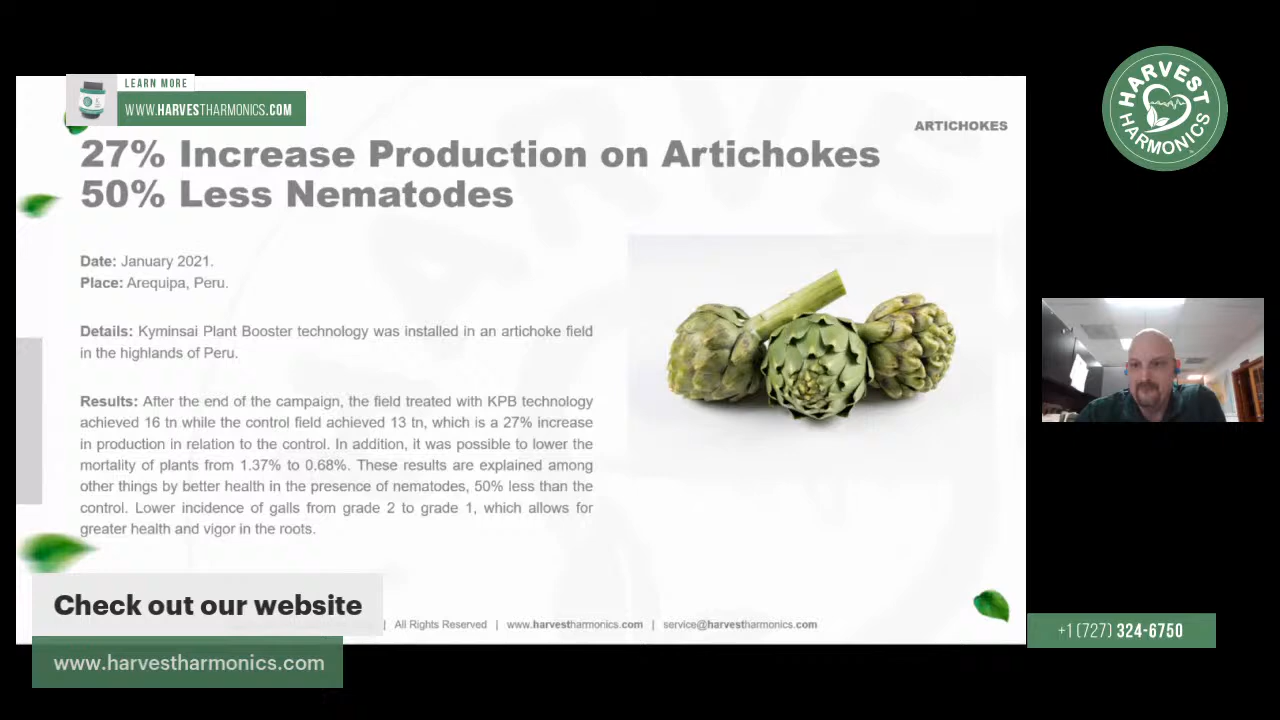 LEARN MORE
WWW.HARVESTHARMONICS.COM
HARVEST
HARMONICS
ARTICHOKES
27% Increase Production on Artichokes
50% Less Nematodes
Date: January 2021.
Place: Arequipa, Peru.
Details: Kyminsai Plant Booster technology was installed in an artichoke field
in the highlands of Peru.
Results: After the end of the campaign, the field treated with KPB technology
achieved 16 tn while the control field achieved 13 tn, which is a 27% increase
in production in relation to the control. In addition, it was possible to lower the
mortality of plants from 1.37% to 0.68%. These results are explained among
other things by better health in the presence of nematodes, 50% less than the
control. Lower incidence of galls from grade 2 to grade 1, which allows for
greater health and vigor in the roots.
Check out our website
| All Rights Reserved | www.harvestharmonics.com | service@harvestharmonics.com
+1 (727) 324-6750
www.harvestharmonics.com